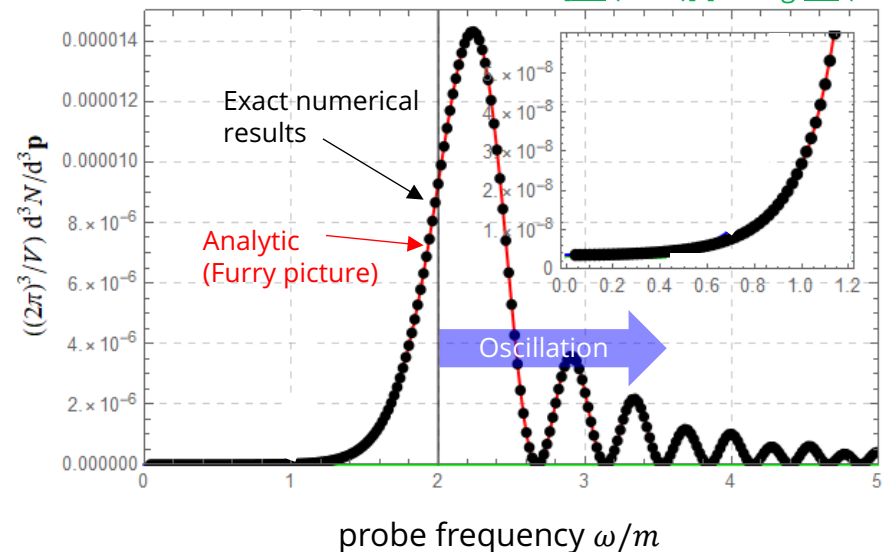 0.000014
0.000012
0.000010
8.×10⁻⁶
6.×10⁻⁶
4.×10⁻⁶
2.×10⁻⁶
0.000000
((2π)³/V) d³N/d³p
Exact numerical
results
Analytic
(Furry picture)
Oscillation
× 10⁻⁸
4 × 10⁻⁸
3 × 10⁻⁸
× 10⁻⁸
× 10⁻⁸
0
0.0 0.2 0.4 0.6 0.8 1.0 1.2
0 1 2 3 4 5
probe frequency ω/m